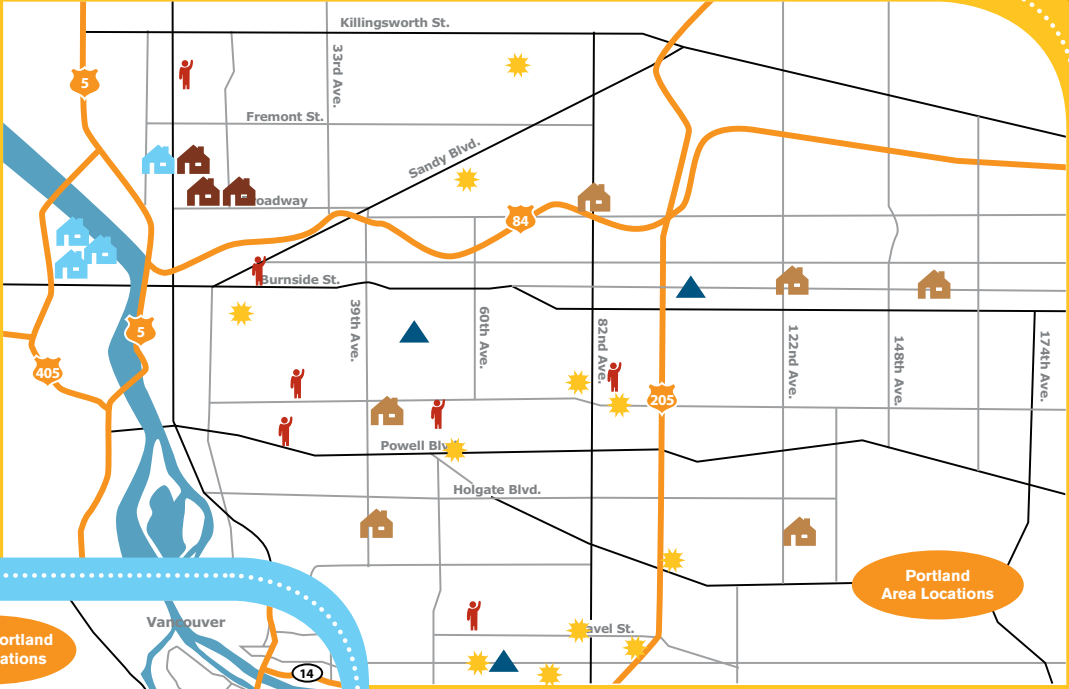 Killingsworth St.
33rd Ave.
5
Fremont St.
Sandy Blvd.
oadway
84
Burnside St.
39th Ave.
60th Ave.
82nd Ave.
122nd Ave.
148th Ave.
174th Ave.
5
405
205
Powell Blv
Holgate Blvd.
Portland
Area Locations
Vancouver
avel St.
ortland
ations
14